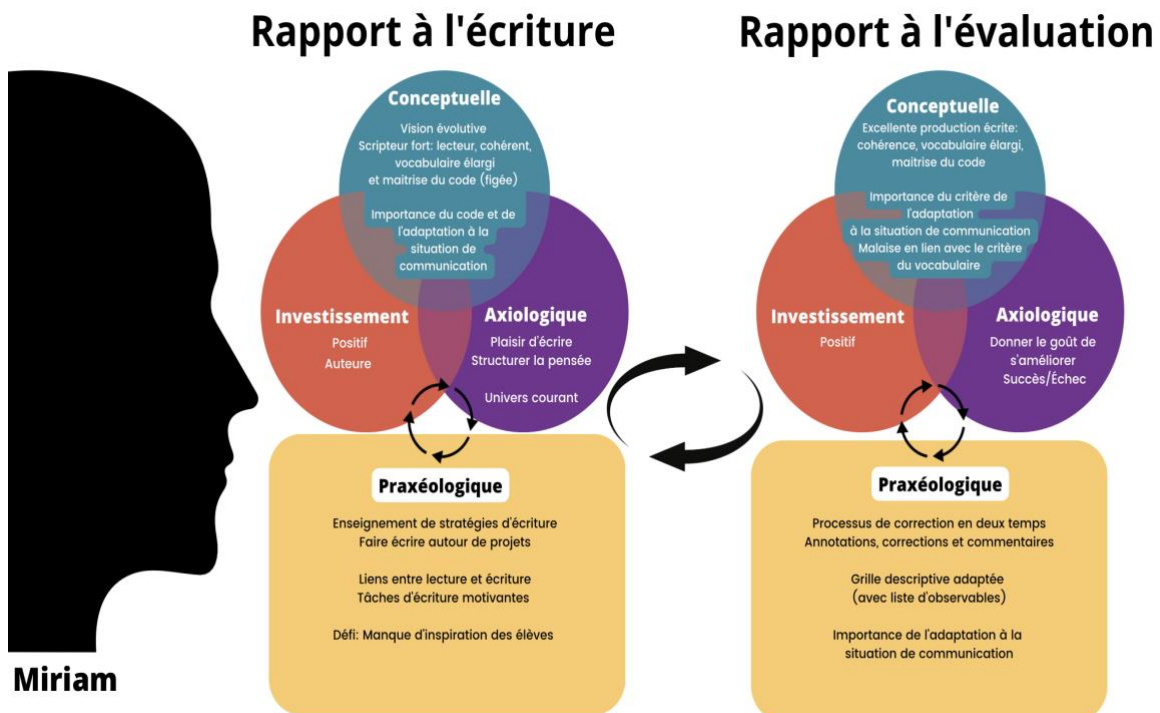 Rapport à l'écriture
Conceptuelle
Vision évolutive
Scripteur fort: lecteur, cohérent,
vocabulaire élargi
et maitrise du code (figée)
Importance du code et de
l'adaptation à la
situation de
communication
Investissement
Positif
Auteure
Axiologique
Plaisir d'écrire
Structurer la pensée
Univers courant
Praxéologique
Enseignement de stratégies d'écriture
Faire écrire autour de projets
Liens entre lecture et écriture
Tâches d'écriture motivantes
Défi: Manque d'inspiration des élèves
Rapport à l'évaluation
Conceptuelle
Excellente production écrite:
cohérence, vocabulaire élargi,
maitrise du code
Importance du critère de
l'adaptation
à la situation de communication
Malaise en lien avec le critère
du vocabulaire
Investissement
Positif
Axiologique
Donner le goût de
s'améliorer
Succès/Échec
Praxéologique
Processus de correction en deux temps
Annotations, corrections et commentaires
Grille descriptive adaptée
(avec liste d'observables)
Importance de l'adaptation à la
situation de communication
Miriam